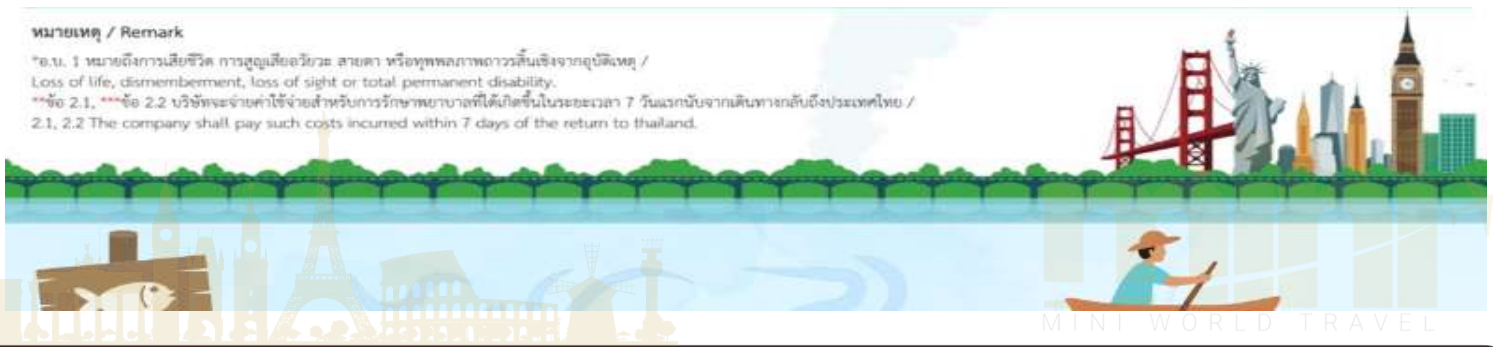 หมายเหตุ / Remark
*อ.บ. 1 หมายถึงการเสียชีวิต การสูญเสียอวัยวะ สายตา หรือทุพพลภาพถาวรสิ้นเชิงจากอุบัติเหตุ /
Loss of life, dismemberment, loss of sight or total permanent disability.
**ข้อ 2.1, ***ข้อ 2.2 บริษัทจะจ่ายค่าใช้จ่ายสำหรับการรักษาพยาบาลที่ได้เกิดขึ้นในระยะเวลา 7 วันแรกนับจากเดินทางกลับถึงประเทศไทย /
2.1, 2.2 The company shall pay such costs incurred within 7 days of the return to thailand.
MINI WORLD TRAVEL